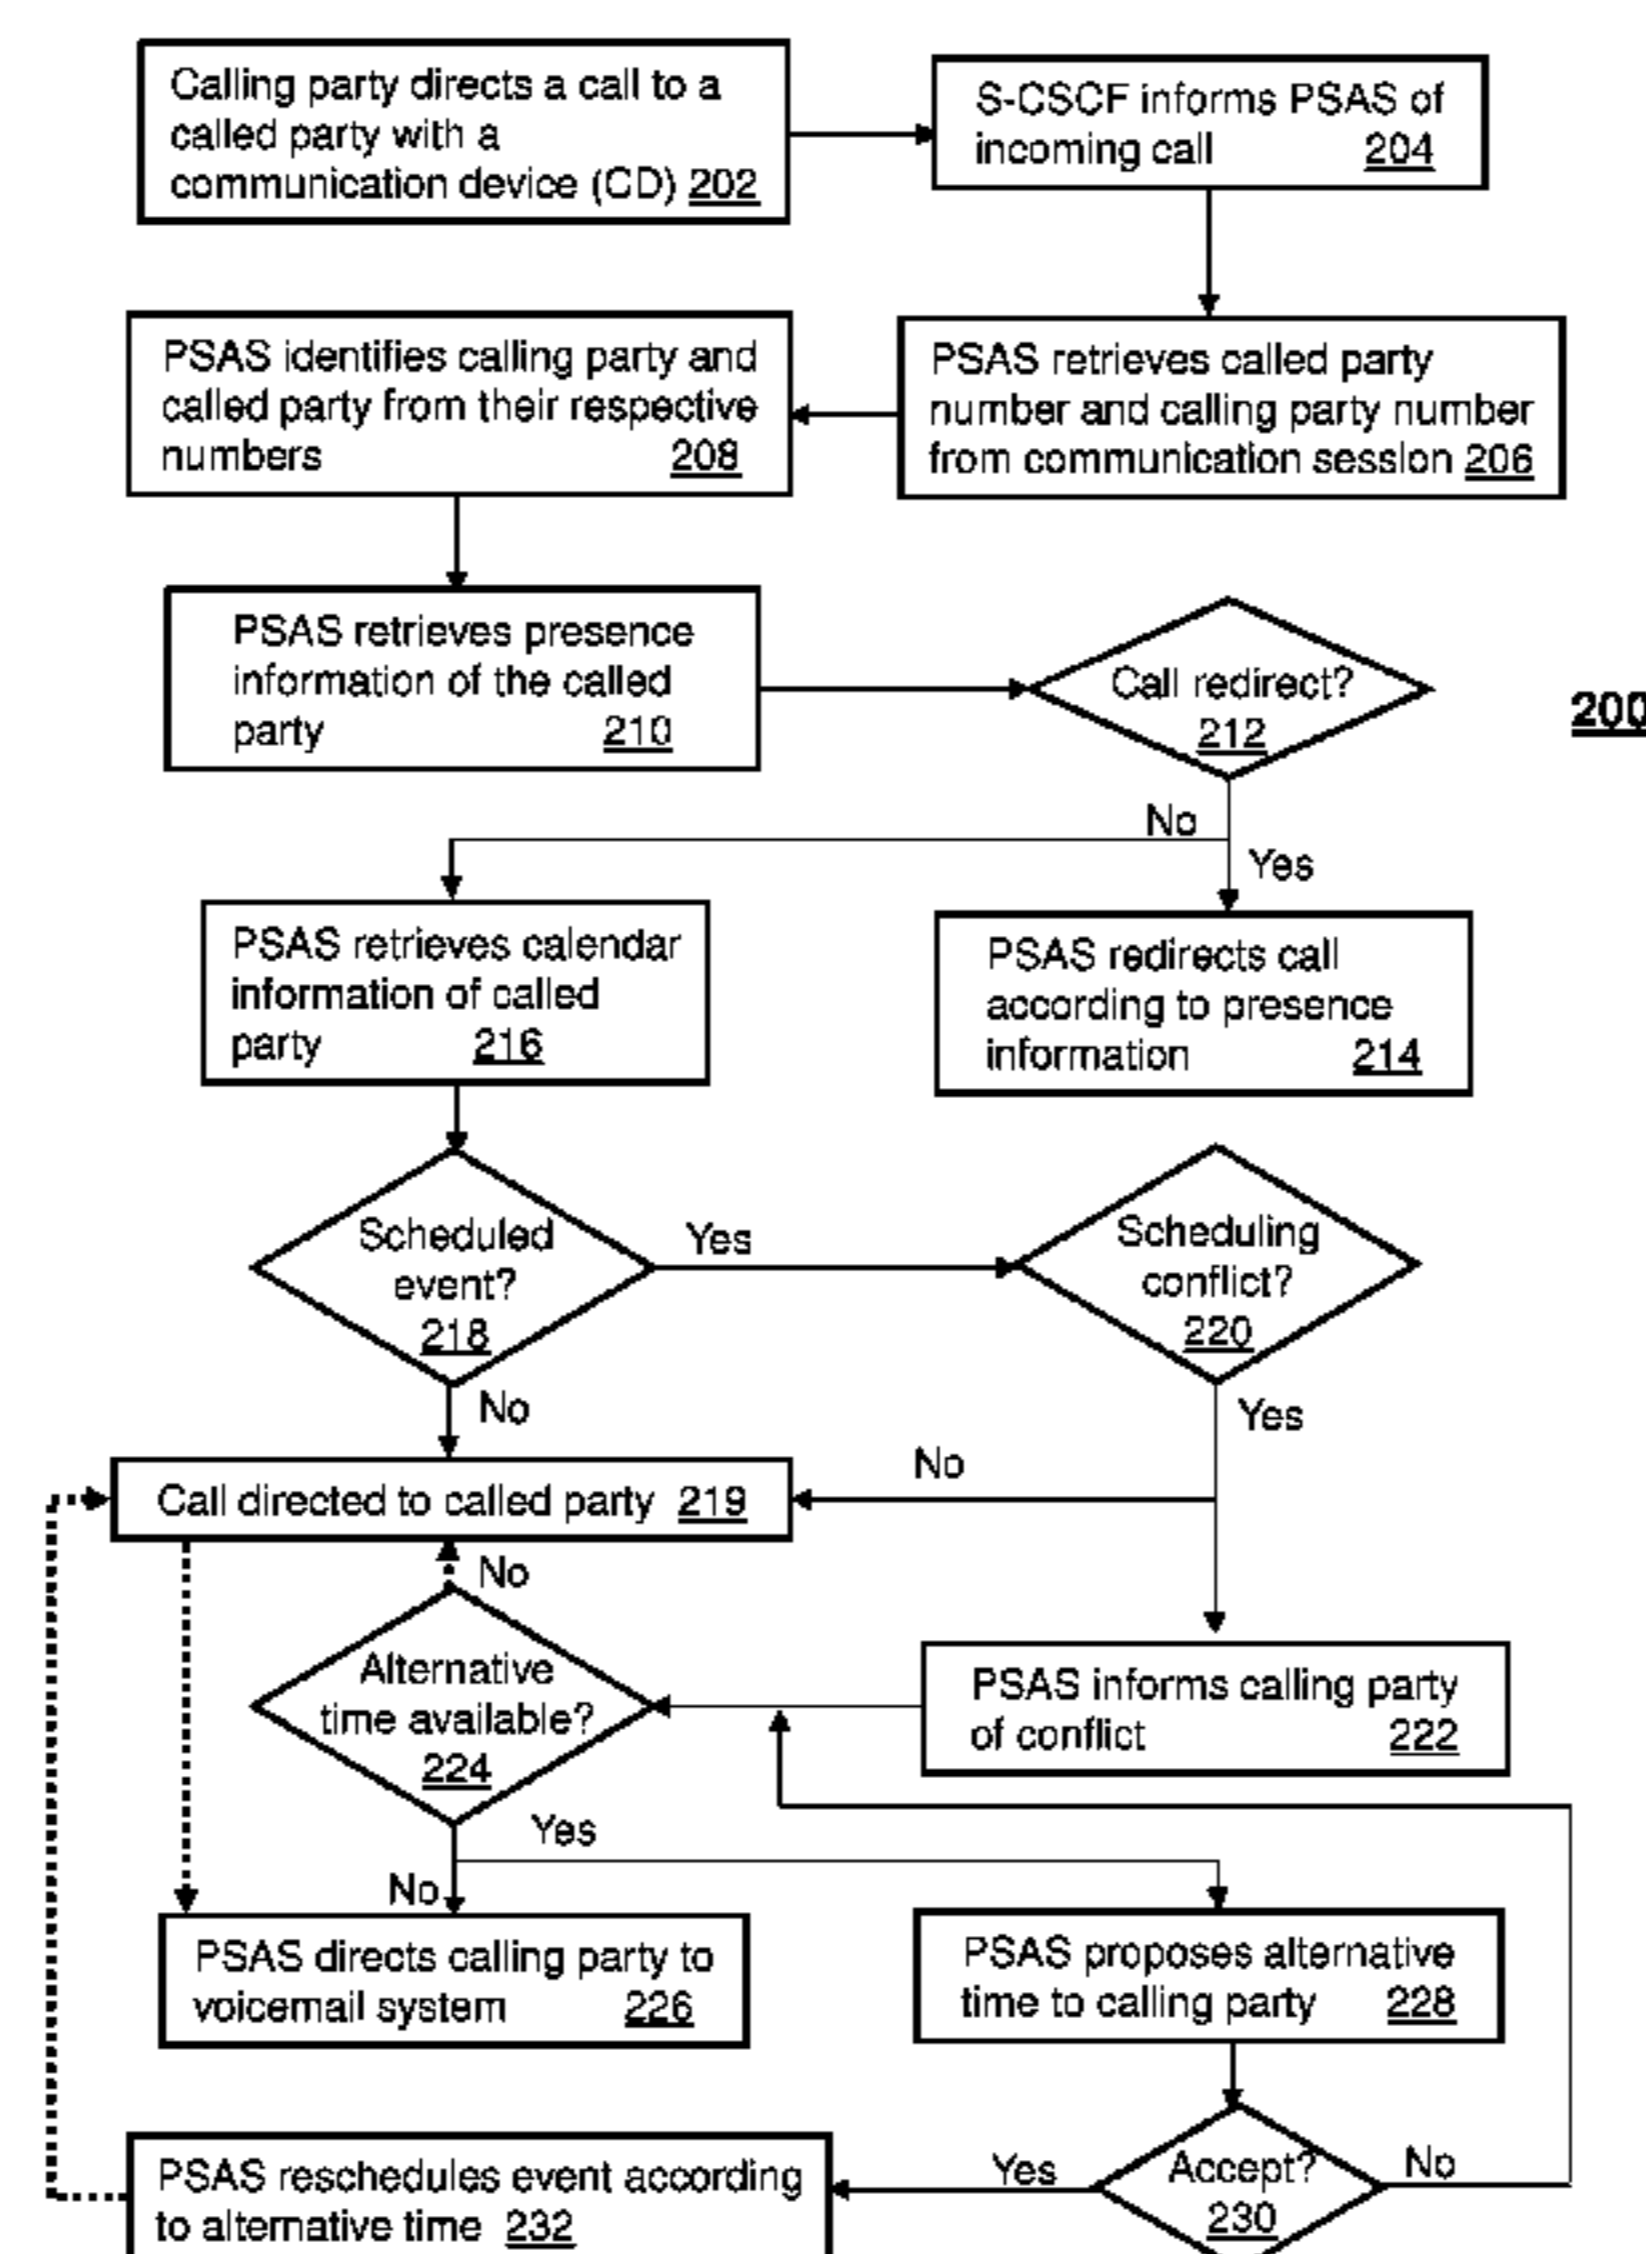 Calling party directs a call to a
called party with a
communication device (CD) 202
S-CSCF informs PSAS of
incoming call 204
PSAS retrieves called party
number and calling party number
from communication session 206
PSAS identifies calling party and
called party from their respective
numbers 208
PSAS retrieves presence
information of the called
party 210
Call redirect?
212
200
No
Yes
PSAS retrieves calendar
information of called
party 216
PSAS redirects call
according to presence
information 214
Scheduled
event?
218
Yes
Scheduling
conflict?
220
No
Yes
No
Call directed to called party 219
No
Alternative
time available?
224
PSAS informs calling party
of conflict 222
Yes
No
PSAS directs calling party to
voicemail system 226
PSAS proposes alternative
time to calling party 228
Accept?
230
Yes
No
PSAS reschedules event according
to alternative time 232